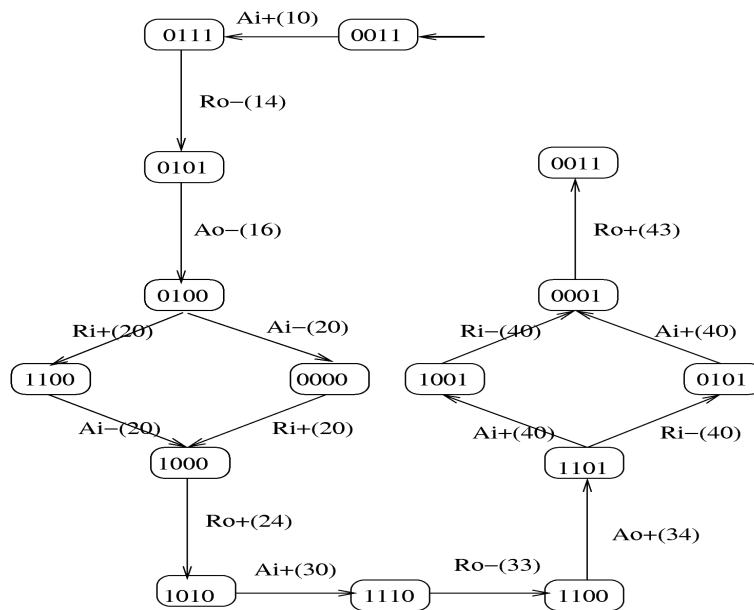 Ai+(10)
0111 0011
Ro−(14)
0101 0011
Ao−(16) Ro+(43)
0100 0001
Ri+(20) Ai−(20) Ri−(40) Ai+(40)
1100 0000 1001 0101
Ai−(20) Ri+(20) Ai+(40) Ri−(40)
1000 1101
Ro+(24) Ao+(34)
Ai+(30) Ro−(33)
1010 1110 1100